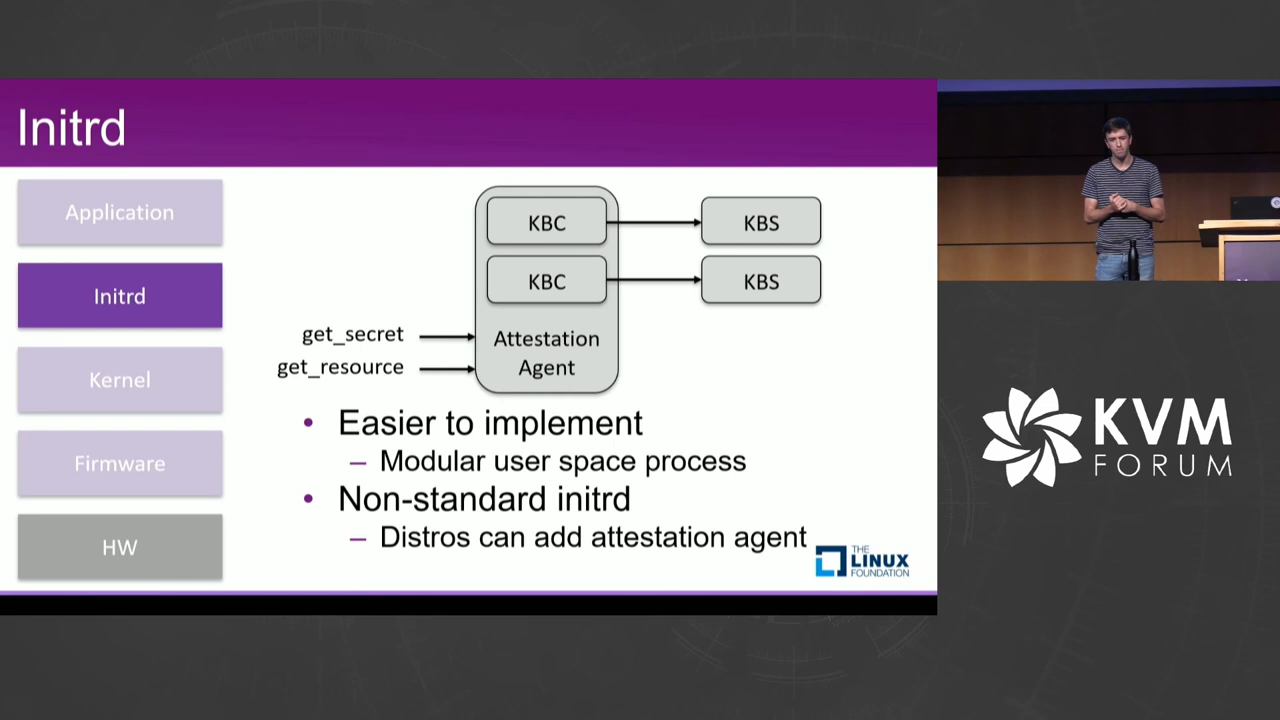 Initrd
Application
Initrd
Kernel
Firmware
HW
KBC
KBS
KBC
KBS
get_secret
get_resource
Attestation
Agent
• Easier to implement
– Modular user space process
• Non-standard initrd
– Distros can add attestation agent
THE
LINUX
FOUNDATION
KVM
FORUM